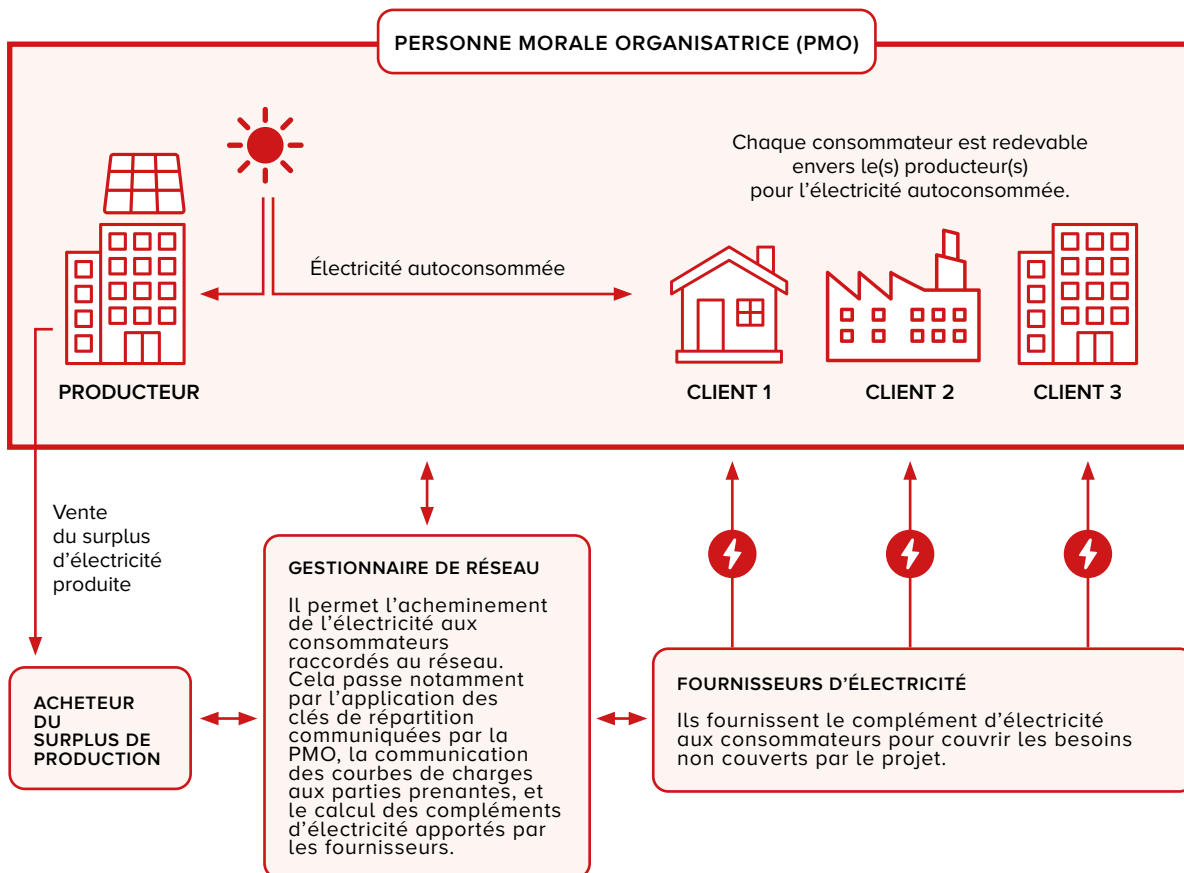 PERSONNE MORALE ORGANISATRICE (PMO)
Chaque consommateur est redevable
envers le(s) producteur(s)
pour l’électricité autoconsommée.
Électricité autoconsommée
PRODUCTEUR
CLIENT 1
CLIENT 2
CLIENT 3
Vente
du surplus
d’électricité
produite
ACHETEUR
DU
SURPLUS DE
PRODUCTION
GESTIONNAIRE DE RÉSEAU
Il permet l’acheminement
de l’électricité aux
consommateurs
raccordés au réseau.
Cela passe notamment
par l’application des
clés de répartition
communiquées par la
PMO, la communication
des courbes de charges
aux parties prenantes, et
le calcul des compléments
d’électricité apportés par
les fournisseurs.
FOURNISSEURS D’ÉLECTRICITÉ
Ils fournissent le complément d’électricité
aux consommateurs pour couvrir les besoins
non couverts par le projet.